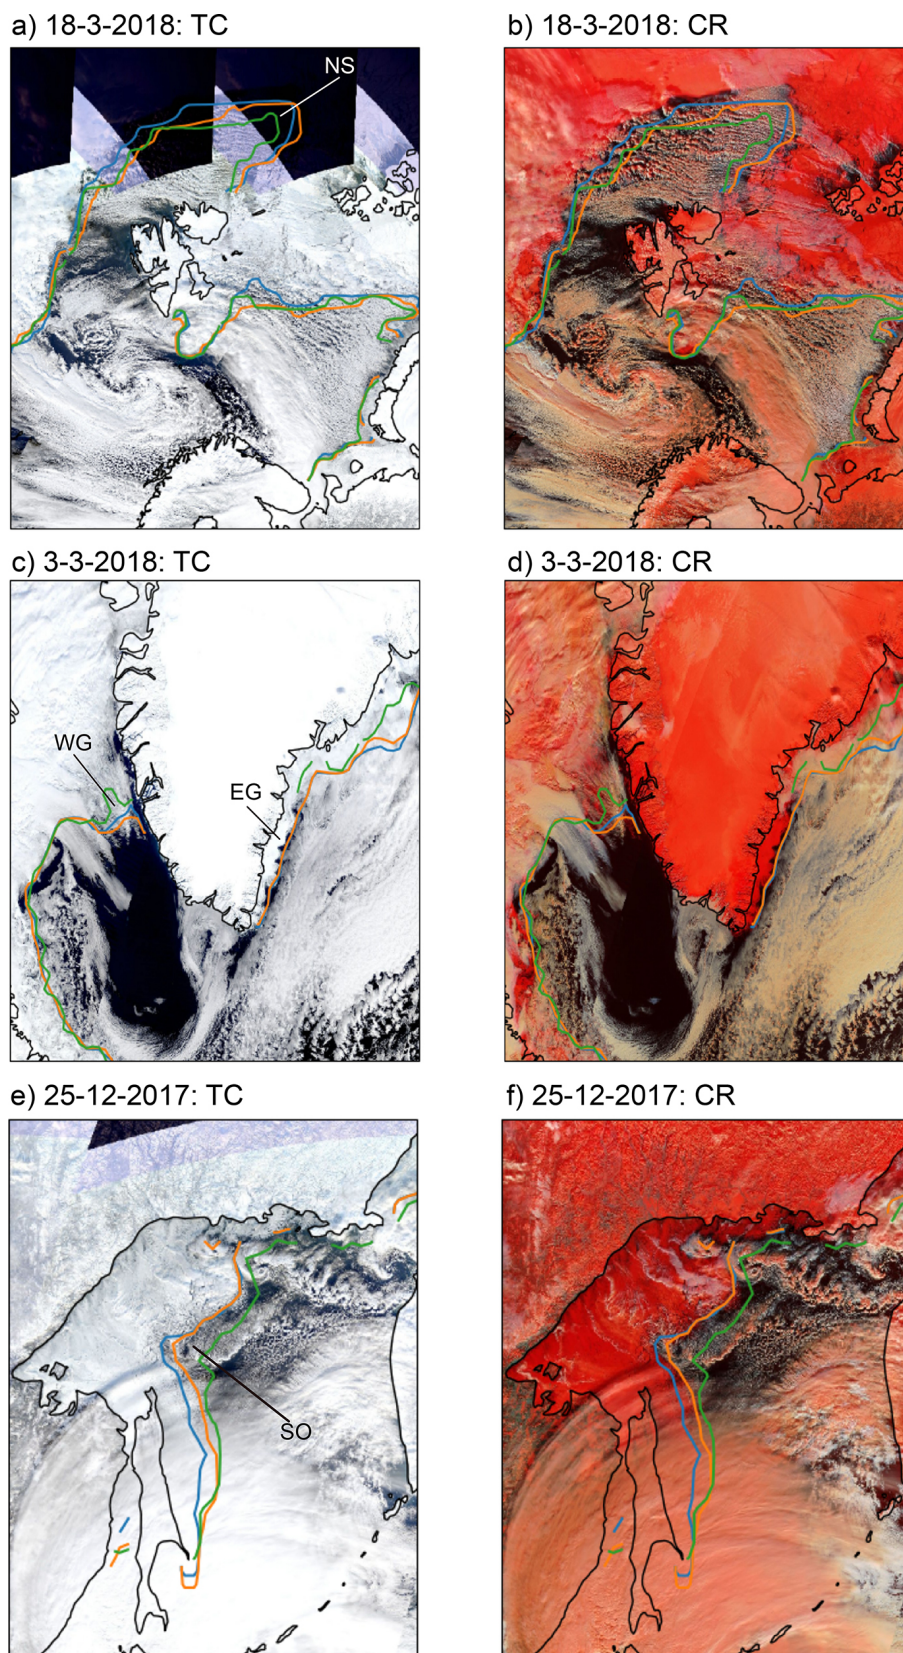 a) 18-3-2018: TC
b) 18-3-2018: CR
NS
c) 3-3-2018: TC
d) 3-3-2018: CR
WG
EG
e) 25-12-2017: TC
f) 25-12-2017: CR
SO